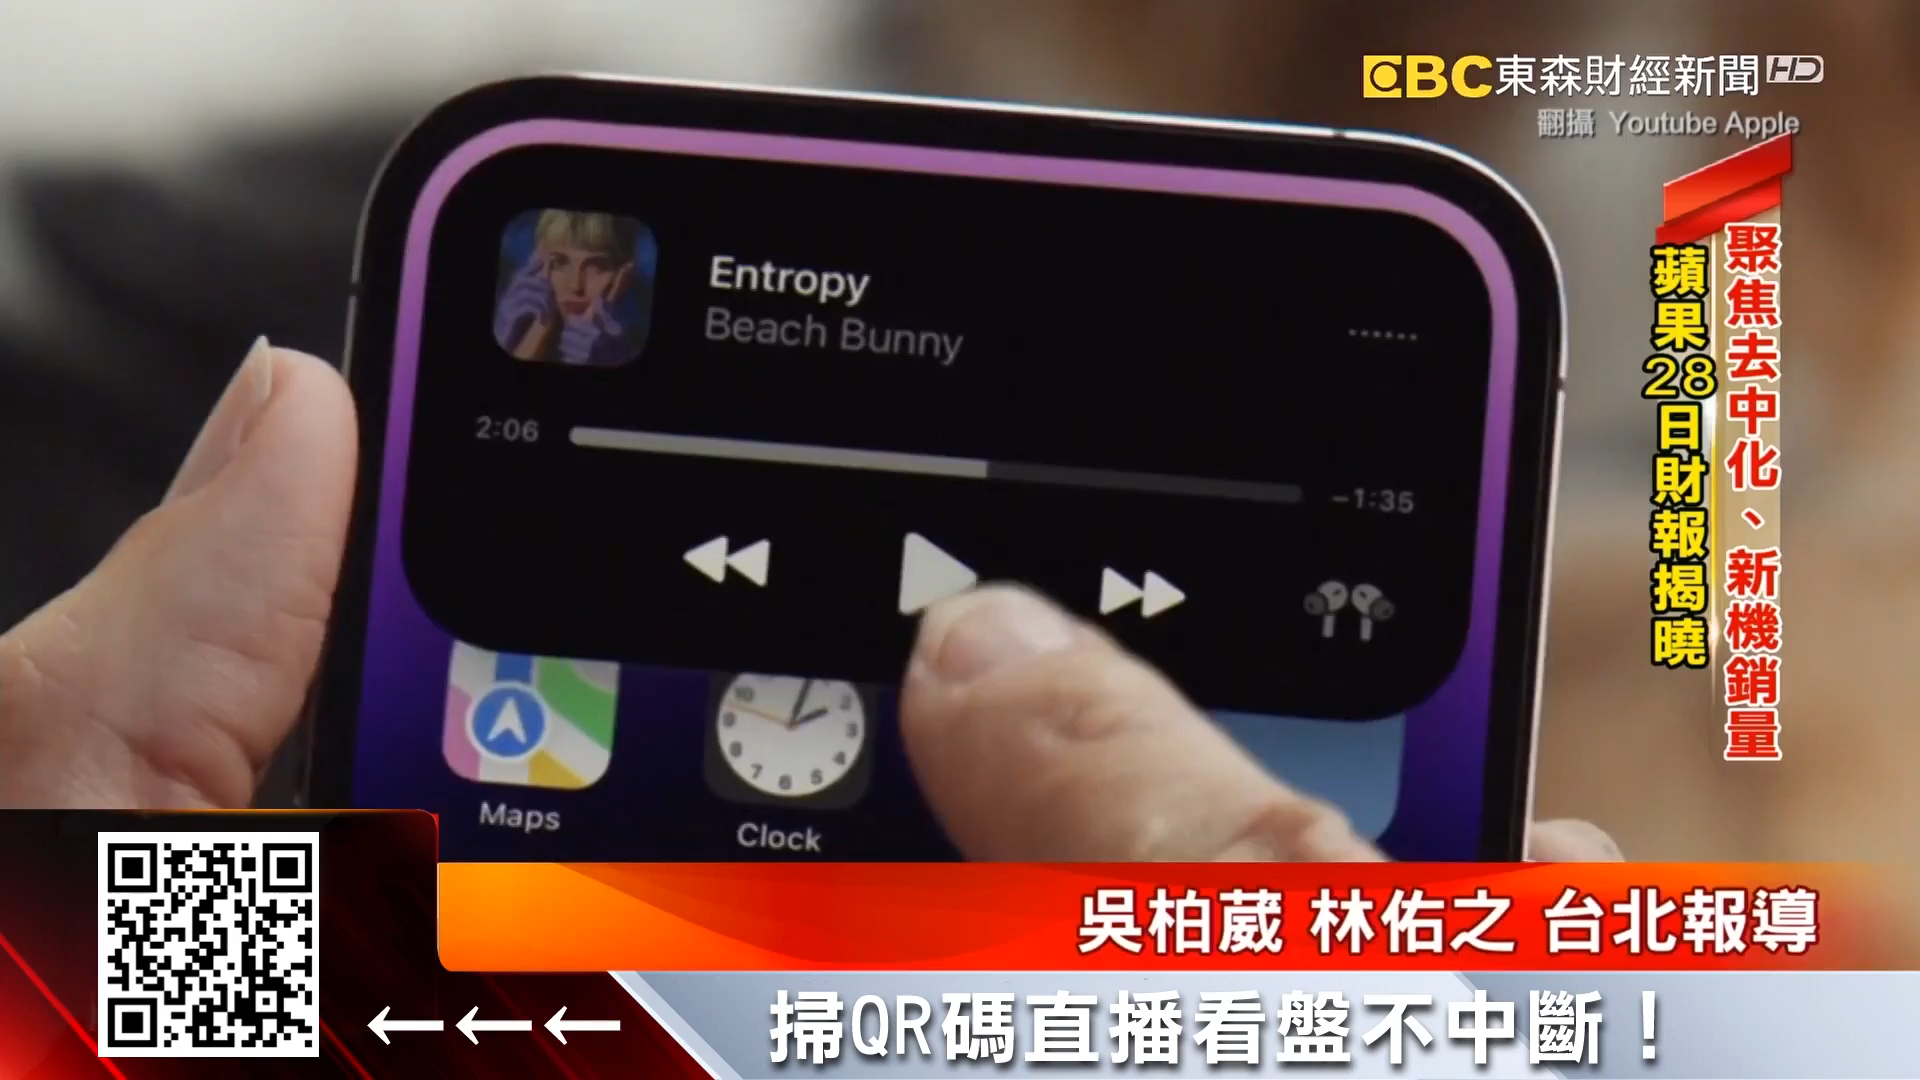 EBC東森財經新聞HD
翻攝 Youtube Apple
聚焦去中化、新機銷量
蘋果28日財報揭曉
Entropy
Beach Bunny
2:06
-1:35
Maps
Clock
吳柏葳 林佑之 台北報導
←←←
掃QR碼直播看盤不中斷！